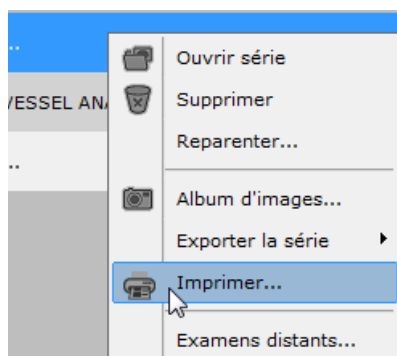 ..
Ouvrir série
VESSEL ANA
Supprimer
Reparenter...
..
Album d'images...
Exporter la série
Imprimer...
Examens distants...